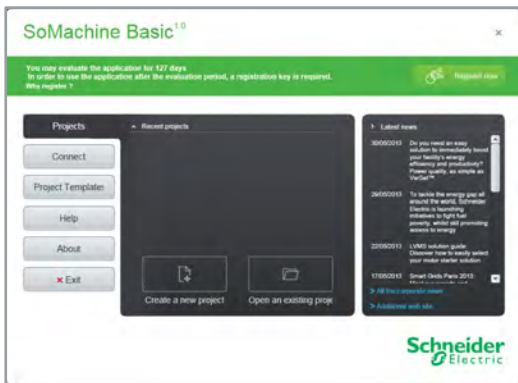 SoMachine Basic 1.0
You may evaluate the application for 127 days
In order to use the application after the evaluation period, a registration key is required.
Why register ?
Register now
Projects
Connect
Project Templates
Help
About
Exit
Recent projects
Create a new project
Open an existing proje
Latest news
30/05/2013 Do you need an easy
solution to immediately boost
your facility's energy
efficiency and productivity?
Power quality, as simple as
VarSet™
29/05/2013 To tackle the energy gap all
around the world, Schneider
Electric is launching
initiatives to fight fuel
poverty, whilst still promoting
access to energy
22/05/2013 LVMS solution guide:
Discover how to easily select
your motor starter solution
17/05/2013 Smart Grids Paris 2013:
> All the corporate news
> Additional web site
Schneider
Electric